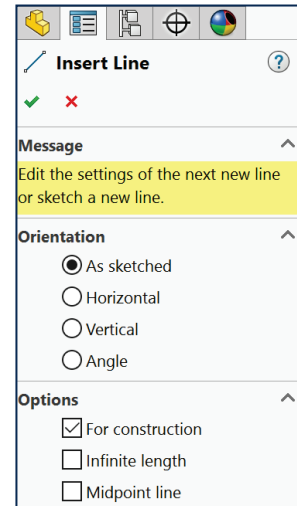 Insert Line
?
Message
Edit the settings of the next new line
or sketch a new line.
Orientation
As sketched
Horizontal
Vertical
Angle
Options
For construction
Infinite length
Midpoint line